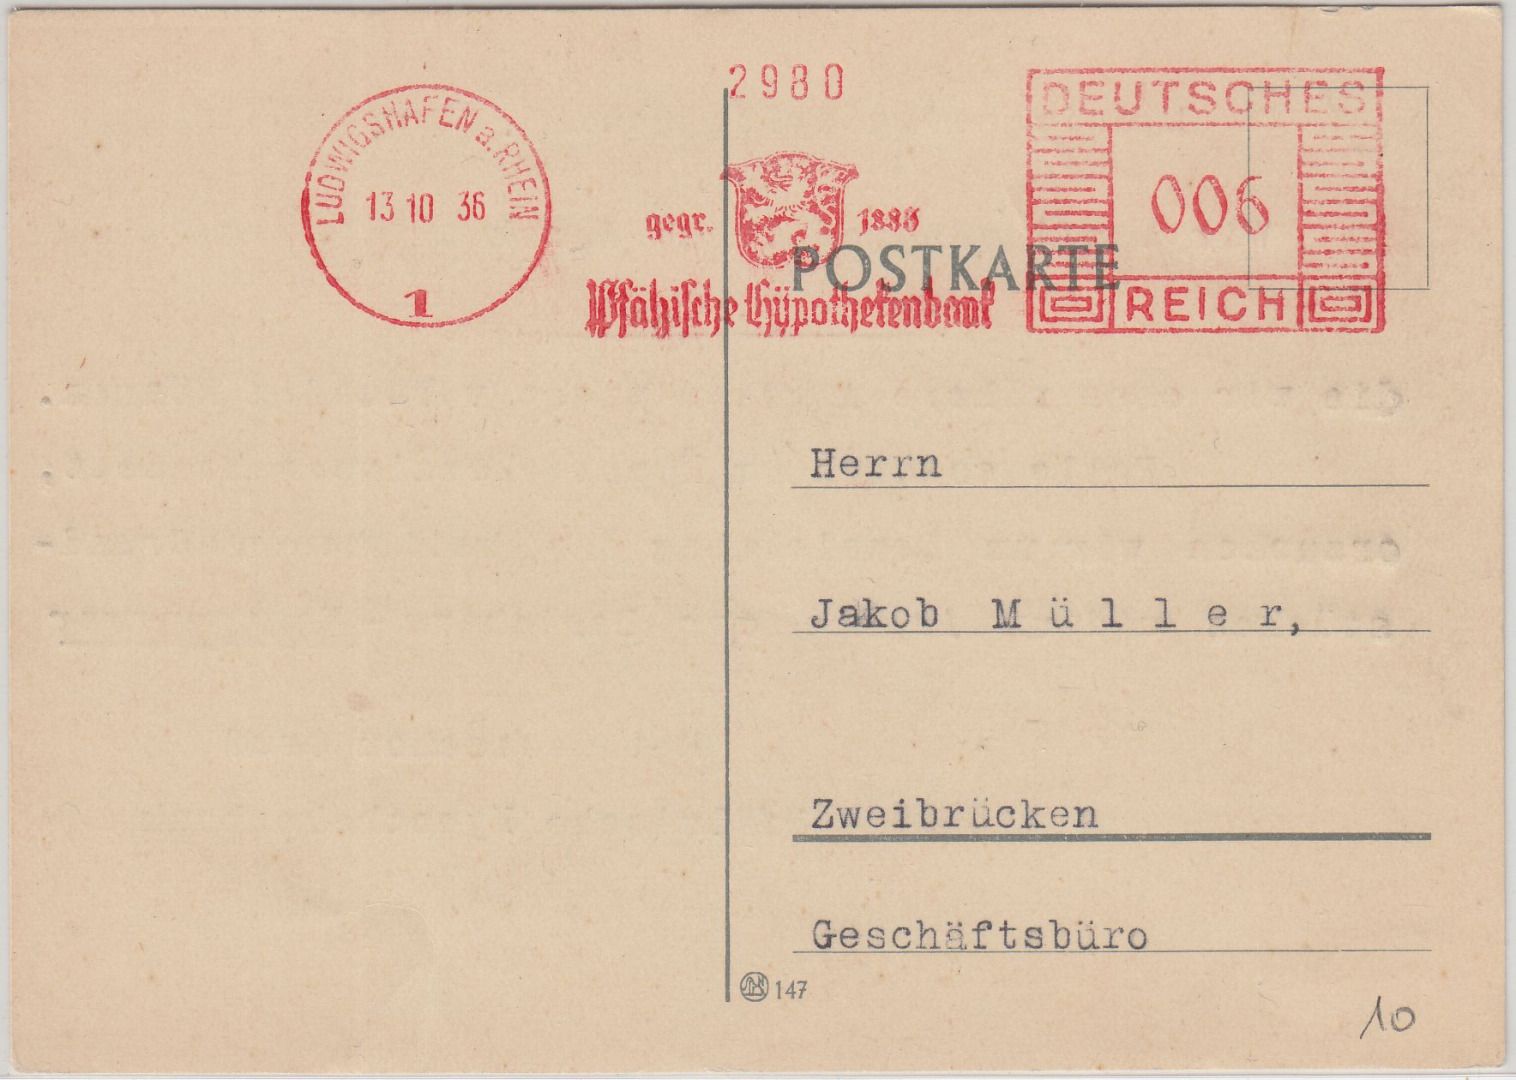 2980
LUDWIGSHAFEN a. RHEIN
13 10 36
1
gegr. 1886
Pfälzische Hypothekenbank
DEUTSCHES
006
REICH
POSTKARTE
Herrn
Jakob M ü l l e r,
Zweibrücken
Geschäftsbüro
147
10